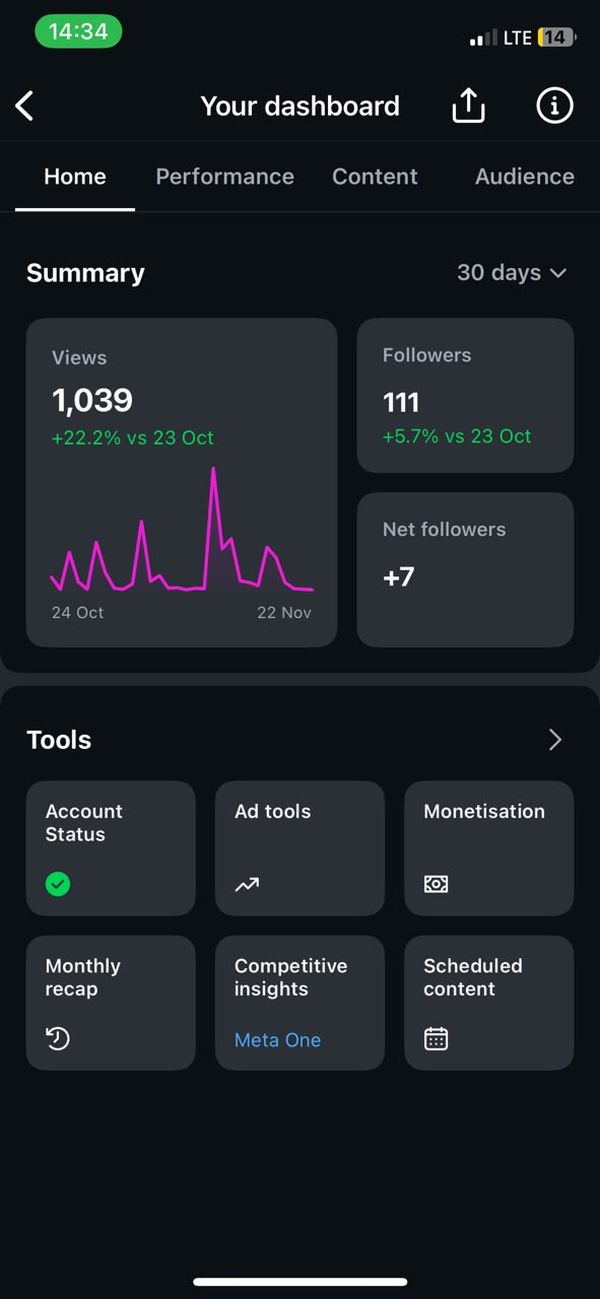 14:34
LTE 14
Your dashboard
Home Performance Content Audience
Summary
30 days
Views
1,039
+22.2% vs 23 Oct
24 Oct 22 Nov
Followers
111
+5.7% vs 23 Oct
Net followers
+7
Tools
Account
Status
Ad tools
Monetisation
Monthly
recap
Competitive
insights
Meta One
Scheduled
content